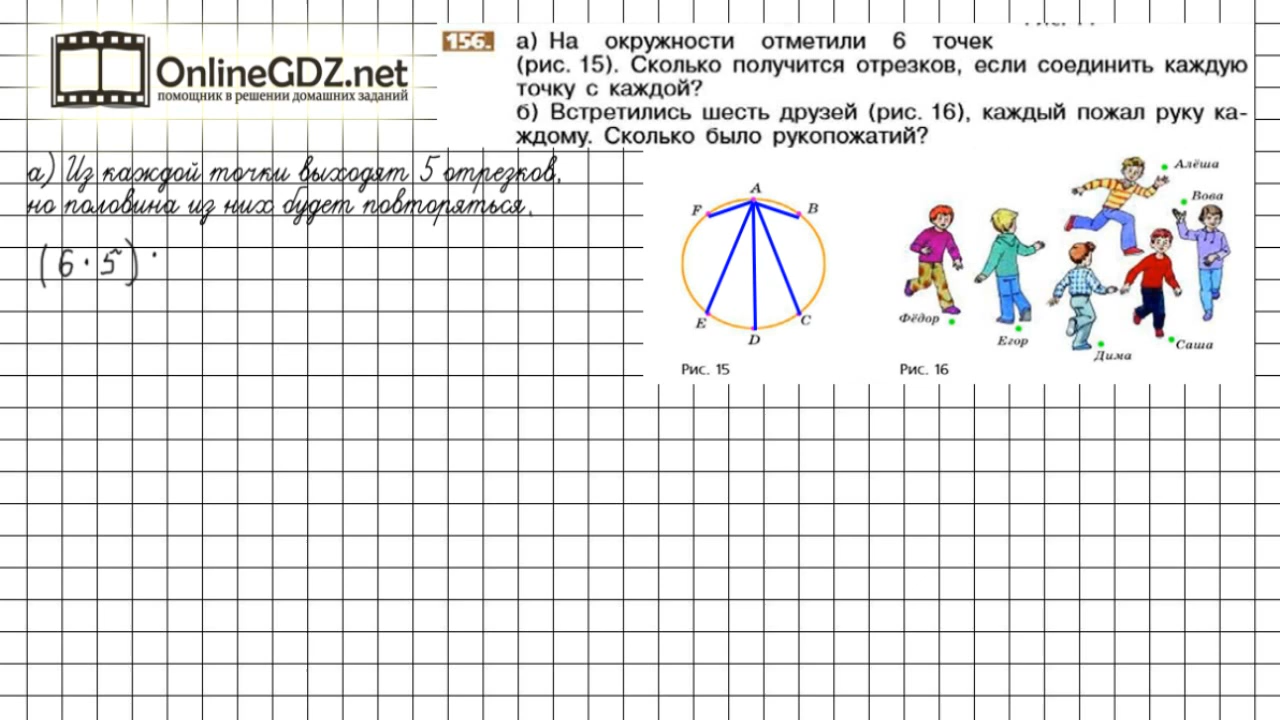 OnlineGDZ.net
помощник в решении домашних заданий
156. а) На окружности отметили 6 точек
(рис. 15). Сколько получится отрезков, если соединить каждую
точку с каждой?
б) Встретились шесть друзей (рис. 16), каждый пожал руку ка-
ждому. Сколько было рукопожатий?
а) Из каждой точки выходят 5 отрезков,
но половина из них будет повторяться.
(6 · 5)
A
F
B
E
C
D
Рис. 15
Алёша
Вова
Фёдор
Егор
Дима
Саша
Рис. 16